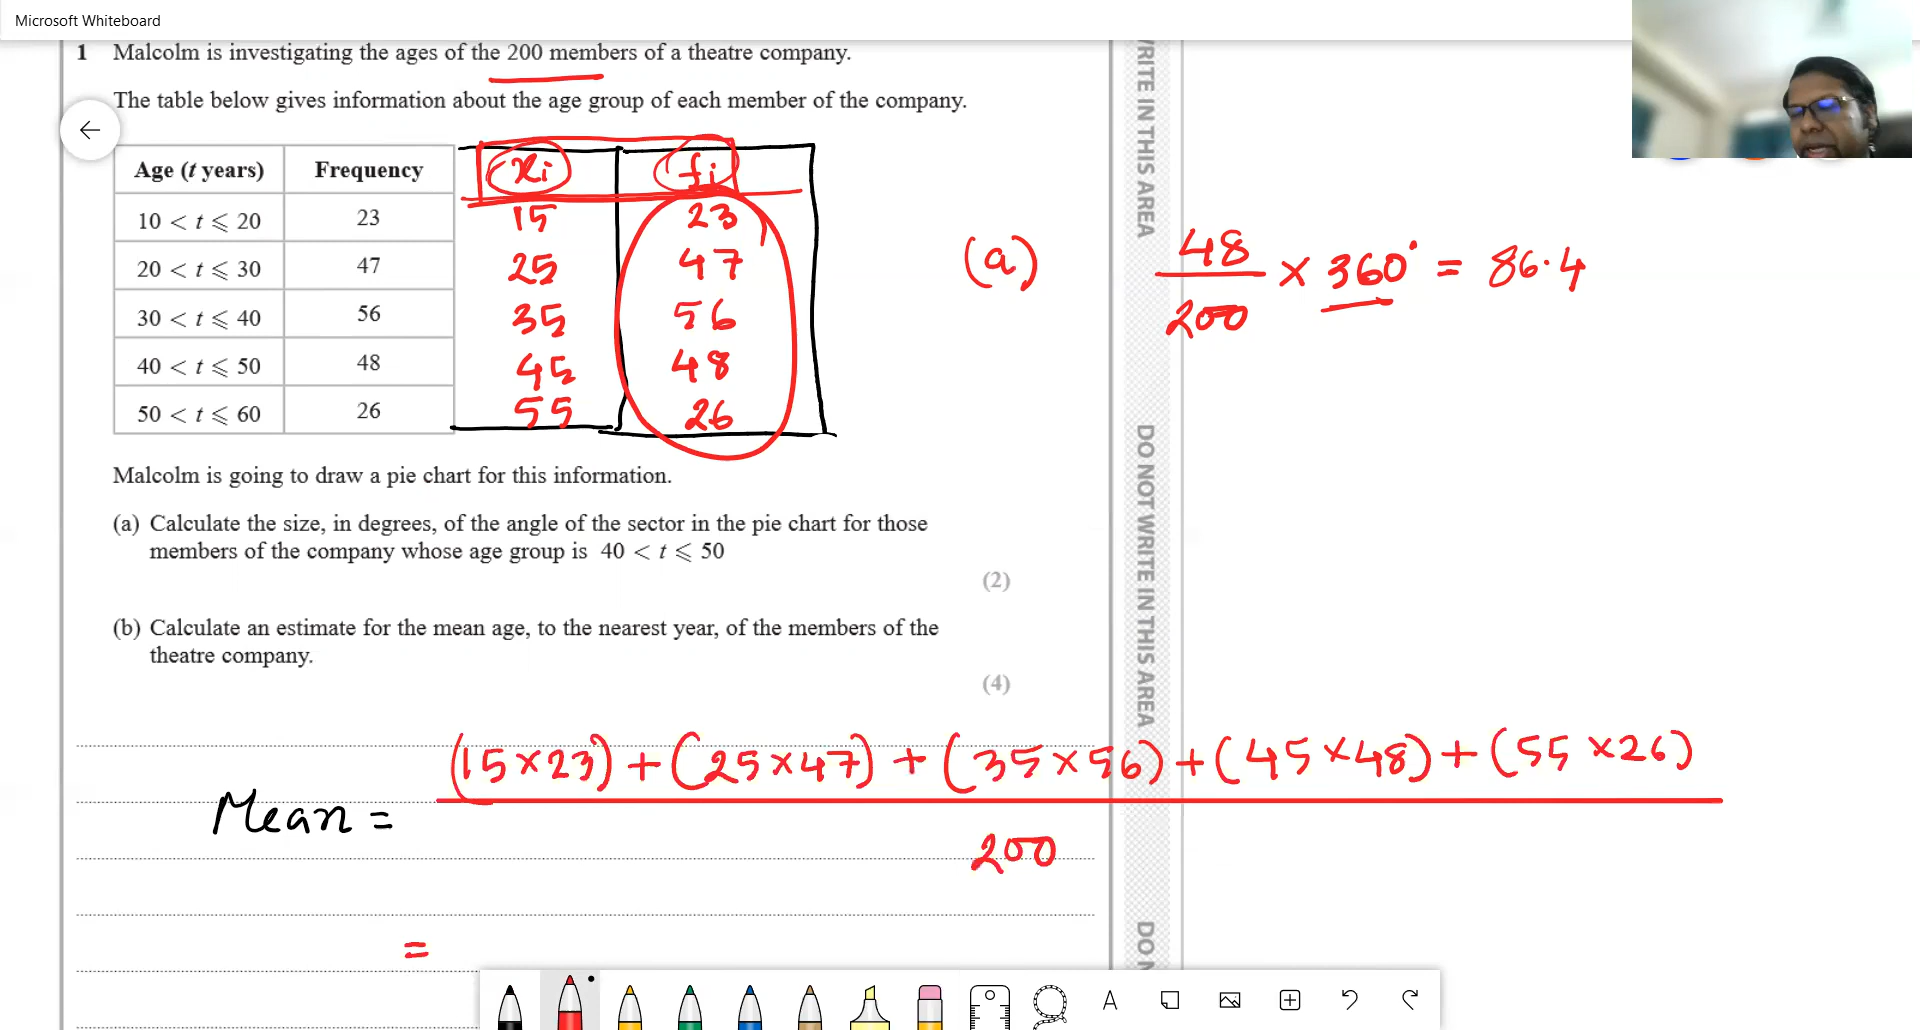 Microsoft Whiteboard
1 Malcolm is investigating the ages of the 200 members of a theatre company.
The table below gives information about the age group of each member of the company.
Age (t years) Frequency xi fi
10 < t ⩽ 20 23 15 23
20 < t ⩽ 30 47 25 47
30 < t ⩽ 40 56 35 56
40 < t ⩽ 50 48 45 48
50 < t ⩽ 60 26 55 26
(a) 48/200 × 360° = 86.4
Malcolm is going to draw a pie chart for this information.
(a) Calculate the size, in degrees, of the angle of the sector in the pie chart for those
members of the company whose age group is 40 < t ⩽ 50
(2)
(b) Calculate an estimate for the mean age, to the nearest year, of the members of the
theatre company.
(4)
(15×23) + (25×47) + (35×56) + (45×48) + (55×26)
Mean =
200
=
RITE IN THIS AREA
DO NOT WRITE IN THIS AREA
DO N
A